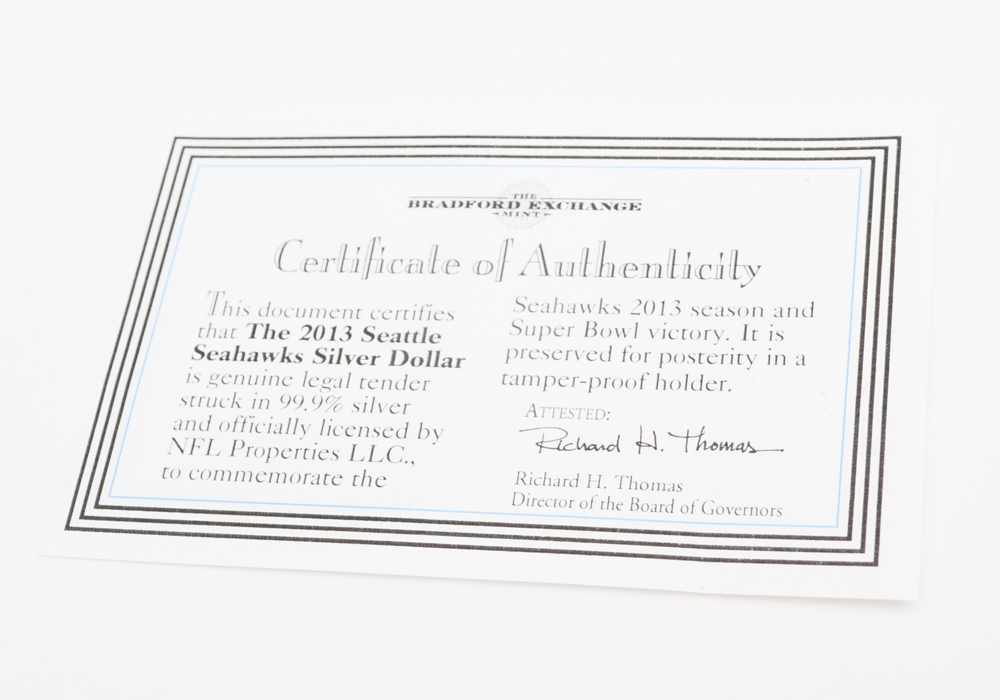 THE
BRADFORD EXCHANGE
MINT
Certificate of Authenticity
This document certifies
that The 2013 Seattle
Seahawks Silver Dollar
is genuine legal tender
struck in 99.9% silver
and officially licensed by
NFL Properties LLC.,
to commemorate the
Seahawks 2013 season and
Super Bowl victory. It is
preserved for posterity in a
tamper-proof holder.
ATTESTED:
Richard H. Thomas
Richard H. Thomas
Director of the Board of Governors